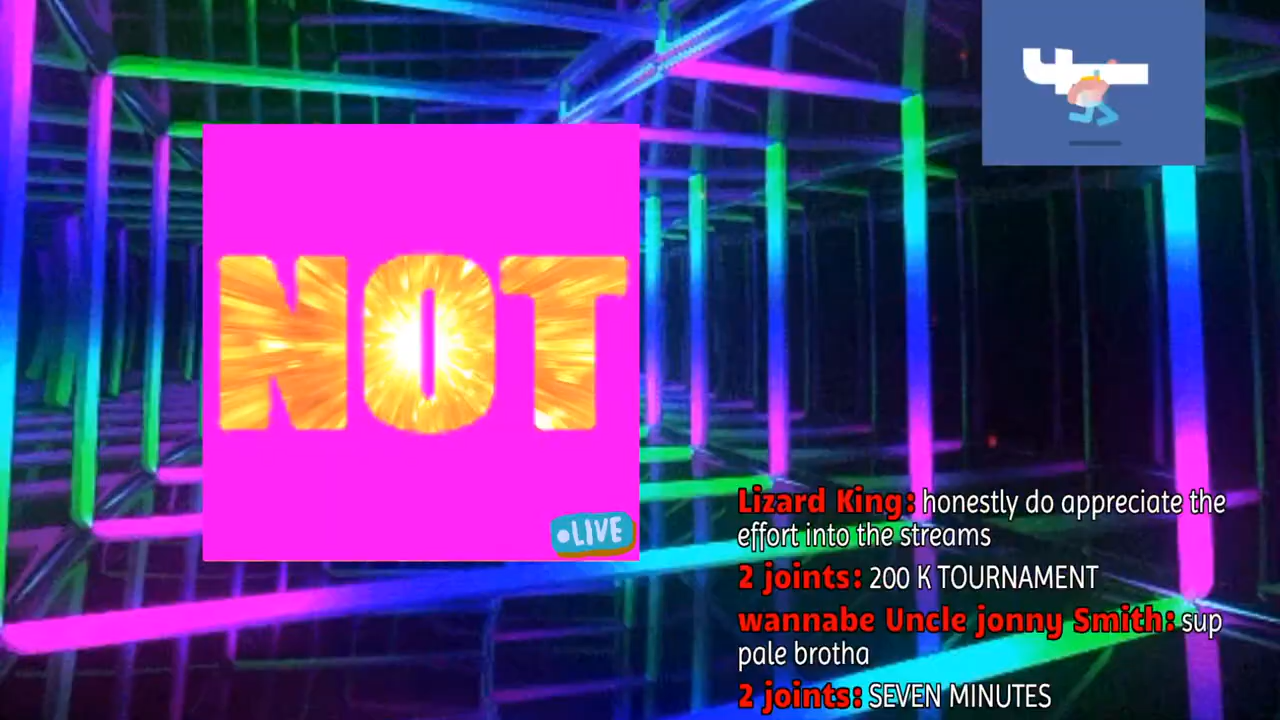 NOT
•LIVE
Lizard King: honestly do appreciate the
effort into the streams
2 joints: 200 K TOURNAMENT
wannabe Uncle jonny Smith: sup
pale brotha
2 joints: SEVEN MINUTES